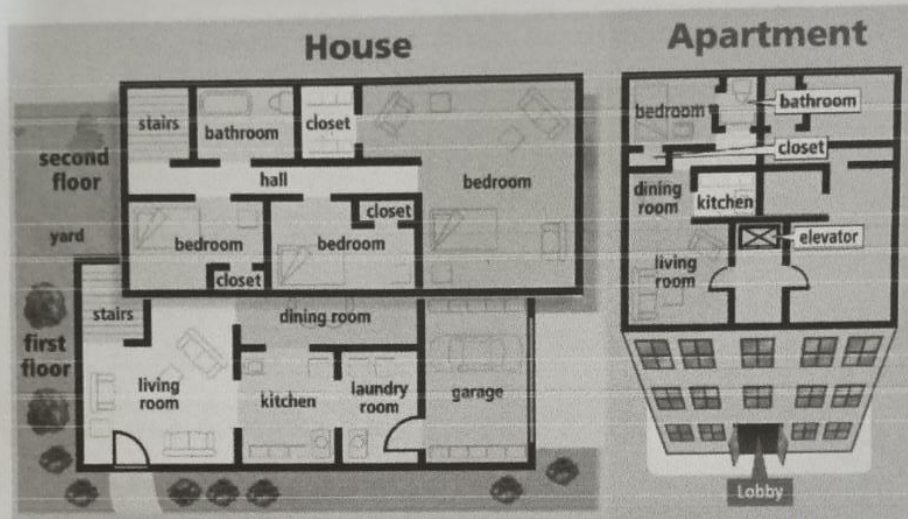 House
stairs
bathroom
closet
second
floor
hall
bedroom
yard
closet
bedroom
bedroom
closet
stairs
dining room
first
floor
living
room
kitchen
laundry
room
garage
Apartment
bedroom
bathroom
closet
dining
room
kitchen
elevator
living
room
Lobby